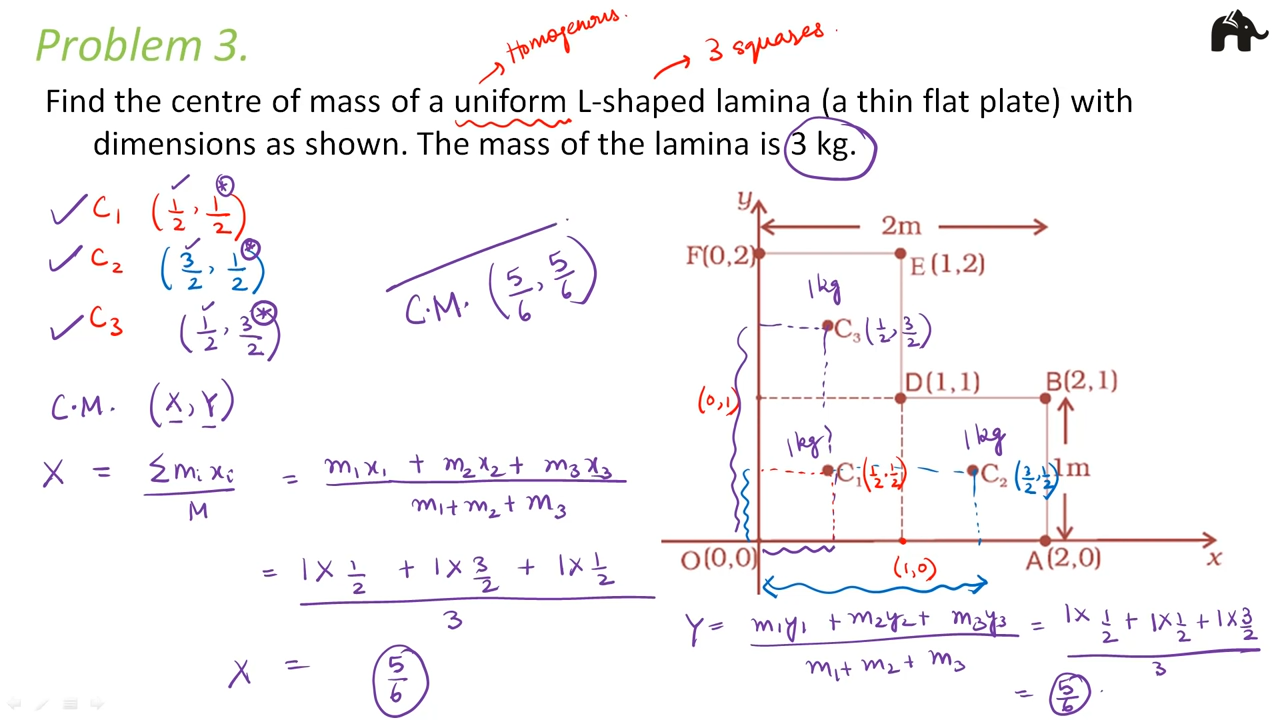 Problem 3.
Homogenous.
3 squares
Find the centre of mass of a uniform L-shaped lamina (a thin flat plate) with
dimensions as shown. The mass of the lamina is 3 kg.
C1 (1/2, 1/2)
C2 (3/2, 1/2)
C3 (1/2, 3/2)
C.M. (5/6, 5/6)
C.M. (X, Y)
X = Σ mi xi / M = m1x1 + m2x2 + m3x3 / m1+m2+m3
= 1×1/2 + 1×3/2 + 1×1/2 / 3
X = 5/6
y
2m
F(0,2)
E (1,2)
1kg
C3 (1/2, 3/2)
D(1,1)
B(2,1)
(0,1)
1kg?
1kg
C1 (1/2, 1/2)
C2 (3/2, 1/2)
1m
O(0,0)
(1,0)
A(2,0)
x
Y = m1y1 + m2y2 + m3y3 / m1+m2+m3 = 1×1/2 + 1×1/2 + 1×3/2 / 3
= 5/6